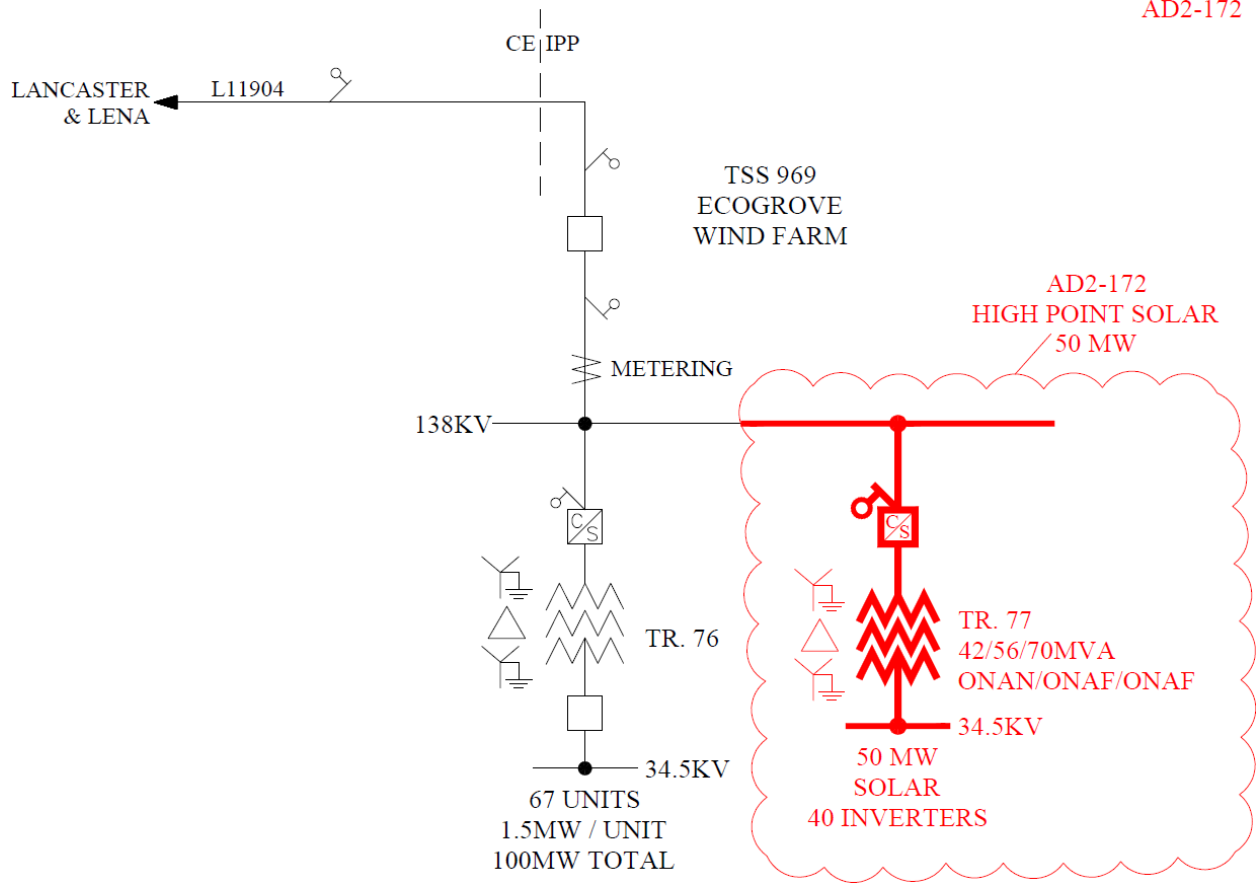 AD2-172
CE IPP
LANCASTER
& LENA
L11904
TSS 969
ECOGROVE
WIND FARM
AD2-172
HIGH POINT SOLAR
50 MW
METERING
138KV
C/S
C/S
TR. 76
TR. 77
42/56/70MVA
ONAN/ONAF/ONAF
34.5KV
34.5KV
67 UNITS
1.5MW / UNIT
100MW TOTAL
50 MW
SOLAR
40 INVERTERS